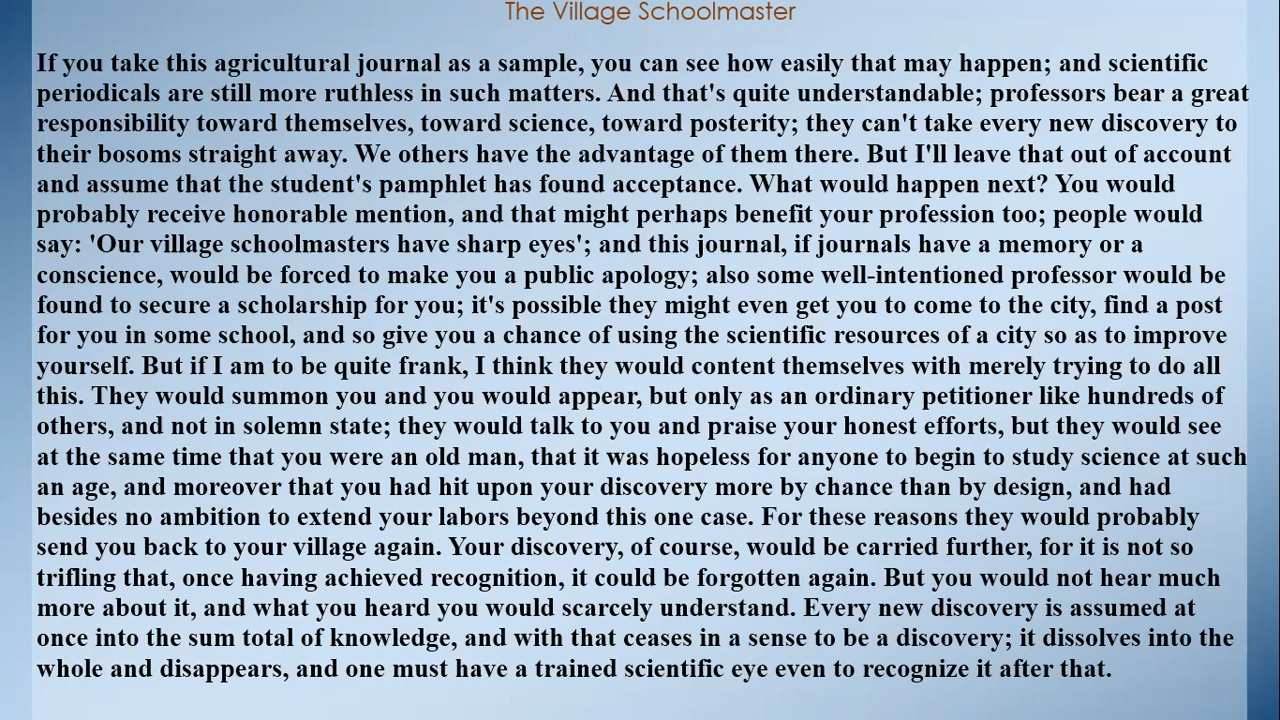 The Village Schoolmaster
If you take this agricultural journal as a sample, you can see how easily that may happen; and scientific
periodicals are still more ruthless in such matters. And that's quite understandable; professors bear a great
responsibility toward themselves, toward science, toward posterity; they can't take every new discovery to
their bosoms straight away. We others have the advantage of them there. But I'll leave that out of account
and assume that the student's pamphlet has found acceptance. What would happen next? You would
probably receive honorable mention, and that might perhaps benefit your profession too; people would
say: 'Our village schoolmasters have sharp eyes'; and this journal, if journals have a memory or a
conscience, would be forced to make you a public apology; also some well-intentioned professor would be
found to secure a scholarship for you; it's possible they might even get you to come to the city, find a post
for you in some school, and so give you a chance of using the scientific resources of a city so as to improve
yourself. But if I am to be quite frank, I think they would content themselves with merely trying to do all
this. They would summon you and you would appear, but only as an ordinary petitioner like hundreds of
others, and not in solemn state; they would talk to you and praise your honest efforts, but they would see
at the same time that you were an old man, that it was hopeless for anyone to begin to study science at such
an age, and moreover that you had hit upon your discovery more by chance than by design, and had
besides no ambition to extend your labors beyond this one case. For these reasons they would probably
send you back to your village again. Your discovery, of course, would be carried further, for it is not so
trifling that, once having achieved recognition, it could be forgotten again. But you would not hear much
more about it, and what you heard you would scarcely understand. Every new discovery is assumed at
once into the sum total of knowledge, and with that ceases in a sense to be a discovery; it dissolves into the
whole and disappears, and one must have a trained scientific eye even to recognize it after that.